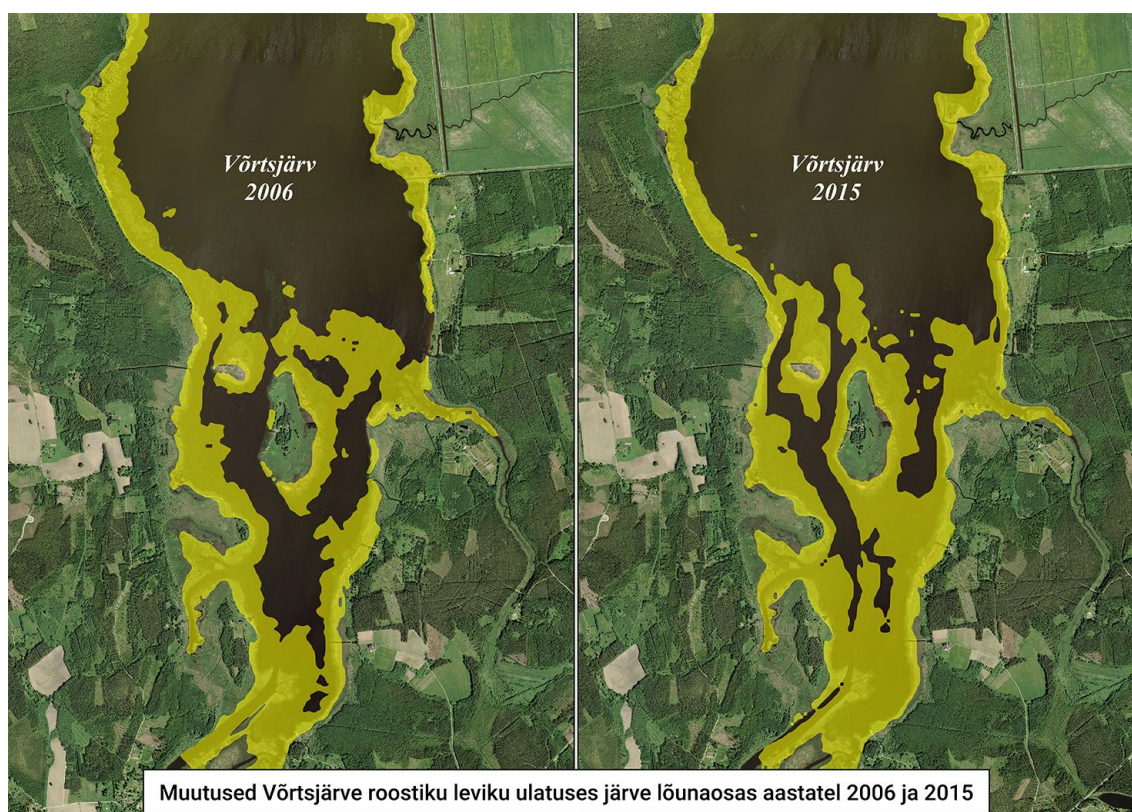 Võrtsjärv
2006
Võrtsjärv
2015
Muutused Võrtsjärve roostiku leviku ulatuses järve lõunaosas aastatel 2006 ja 2015